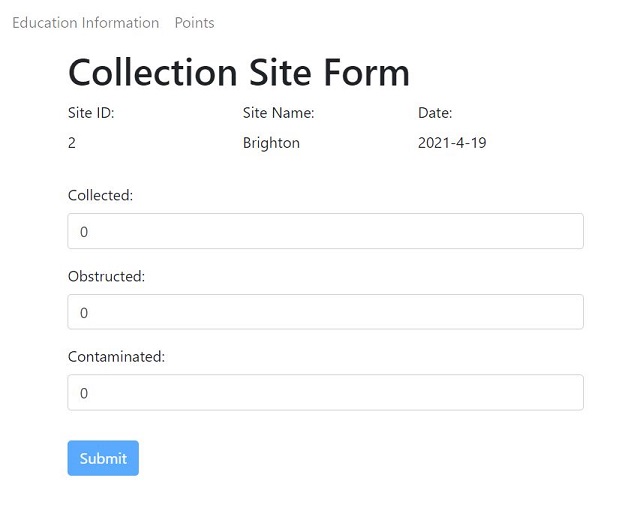 Education Information Points
Collection Site Form
Site ID: Site Name: Date:
2 Brighton 2021-4-19
Collected:
0
Obstructed:
0
Contaminated:
0
Submit